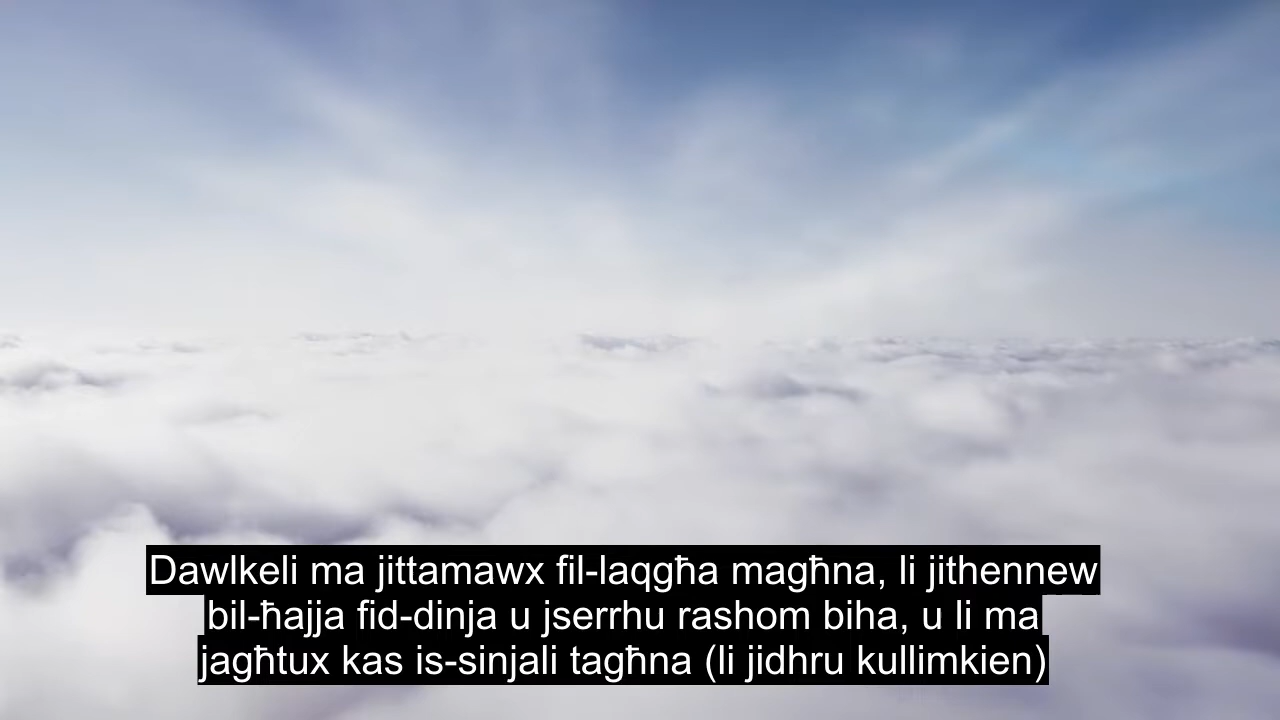 Dawlkeli ma jittamawx fil-laqgħa magħna, li jithennew
bil-ħajja fid-dinja u jserrhu rashom biha, u li ma
jagħtux kas is-sinjali tagħna (li jidhru kullimkien)